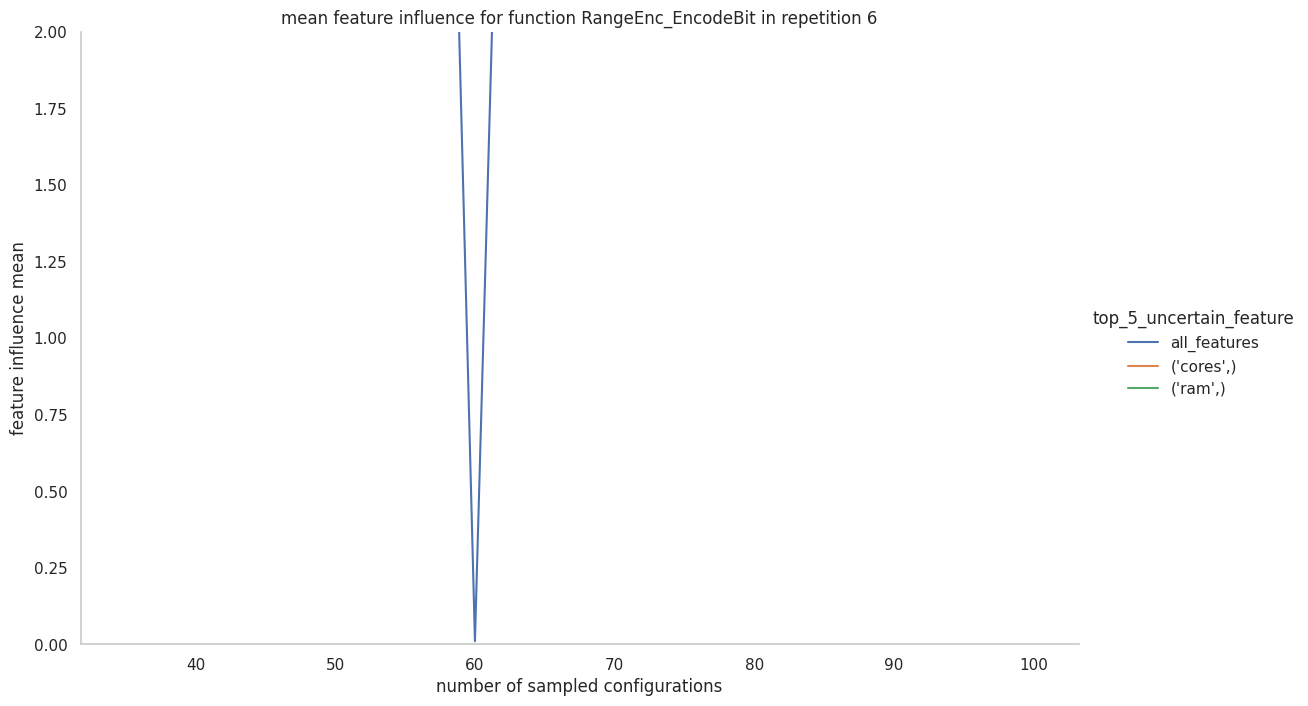 mean feature influence for function RangeEnc_EncodeBit in repetition 6
2.00
1.75
1.50
1.25
1.00
0.75
0.50
0.25
0.00
feature influence mean
40 50 60 70 80 90 100
number of sampled configurations
top_5_uncertain_feature
all_features
('cores',)
('ram',)